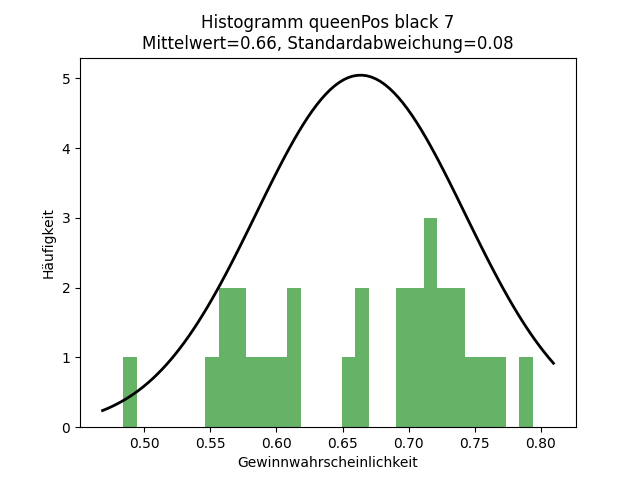 Histogramm queenPos black 7
Mittelwert=0.66, Standardabweichung=0.08
5
4
3
2
1
0
Häufigkeit
0.50 0.55 0.60 0.65 0.70 0.75 0.80
Gewinnwahrscheinlichkeit